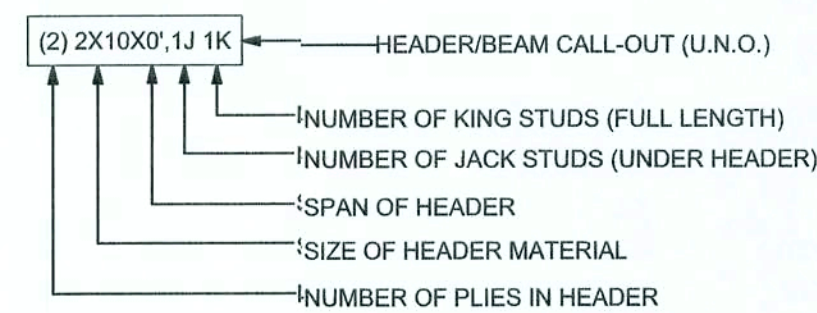 (2) 2X10X0',1J 1K
HEADER/BEAM CALL-OUT (U.N.O.)
NUMBER OF KING STUDS (FULL LENGTH)
NUMBER OF JACK STUDS (UNDER HEADER)
SPAN OF HEADER
SIZE OF HEADER MATERIAL
NUMBER OF PLIES IN HEADER